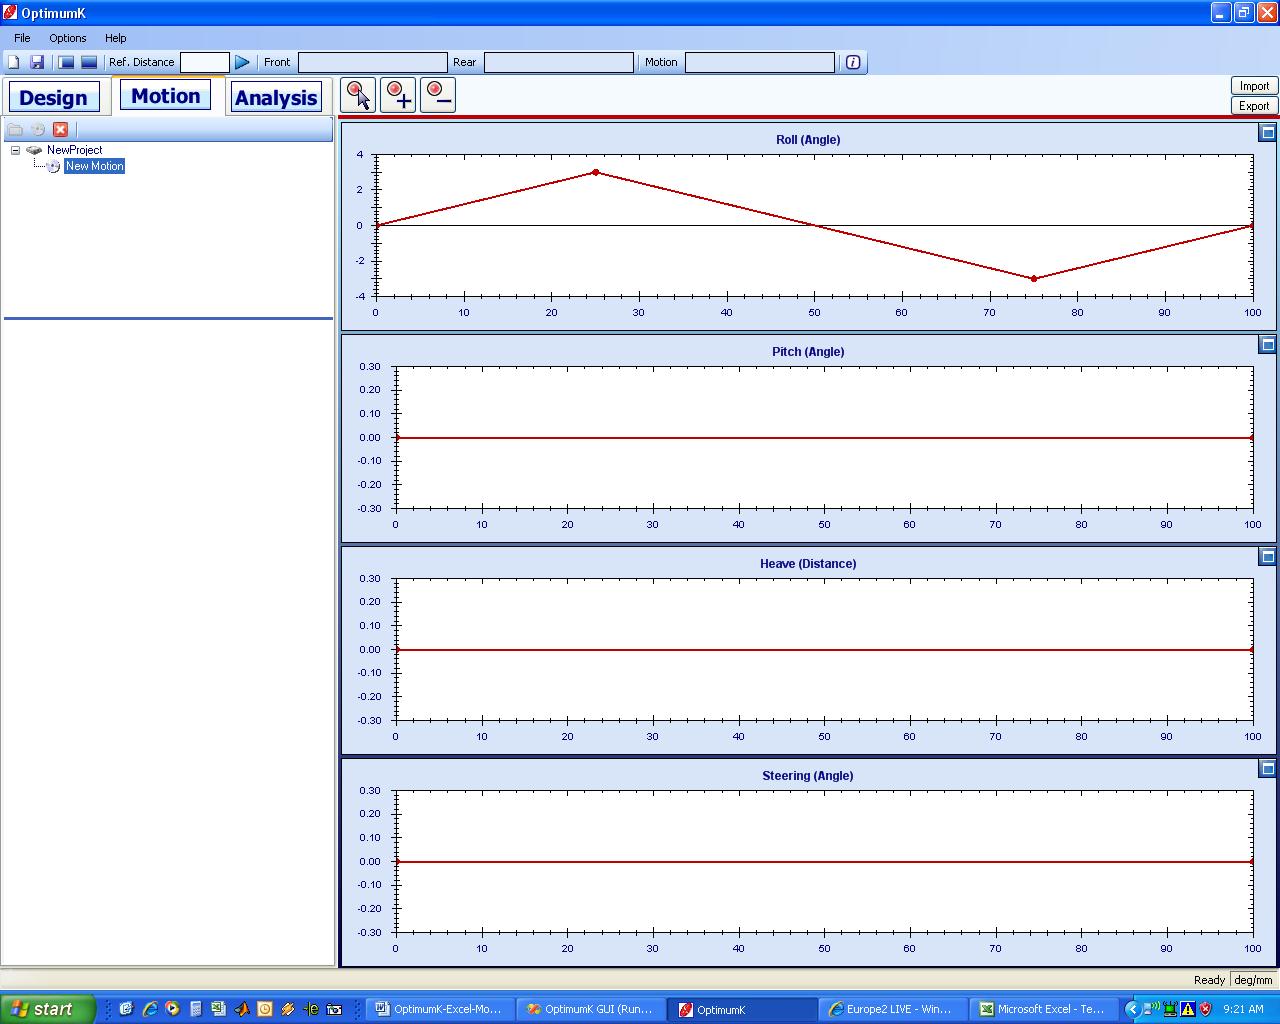 OptimumK
File Options Help
Ref. Distance Front Rear Motion
Design Motion Analysis
Import
Export
NewProject
New Motion
Roll (Angle)
4
2
0
-2
-4
0 10 20 30 40 50 60 70 80 90 100
Pitch (Angle)
0.30
0.20
0.10
0.00
-0.10
-0.20
-0.30
0 10 20 30 40 50 60 70 80 90 100
Heave (Distance)
0.30
0.20
0.10
0.00
-0.10
-0.20
-0.30
0 10 20 30 40 50 60 70 80 90 100
Steering (Angle)
0.30
0.20
0.10
0.00
-0.10
-0.20
-0.30
0 10 20 30 40 50 60 70 80 90 100
Ready deg/mm
start OptimumK-Excel-Mo... OptimumK GUI (Run... OptimumK Europe2 LIVE - Win... Microsoft Excel - Te... 9:21 AM